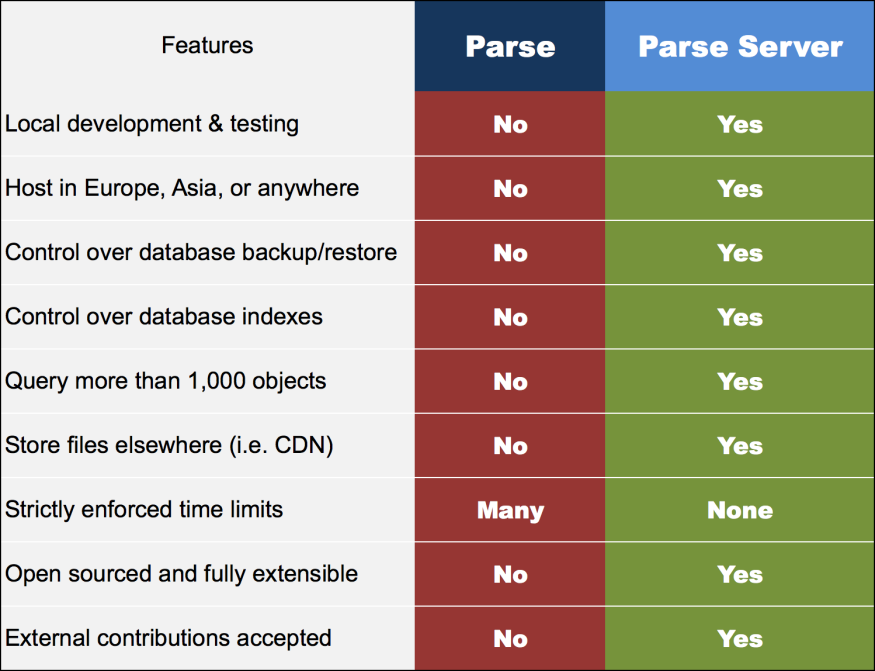 Features Parse Parse Server
Local development & testing No Yes
Host in Europe, Asia, or anywhere No Yes
Control over database backup/restore No Yes
Control over database indexes No Yes
Query more than 1,000 objects No Yes
Store files elsewhere (i.e. CDN) No Yes
Strictly enforced time limits Many None
Open sourced and fully extensible No Yes
External contributions accepted No Yes